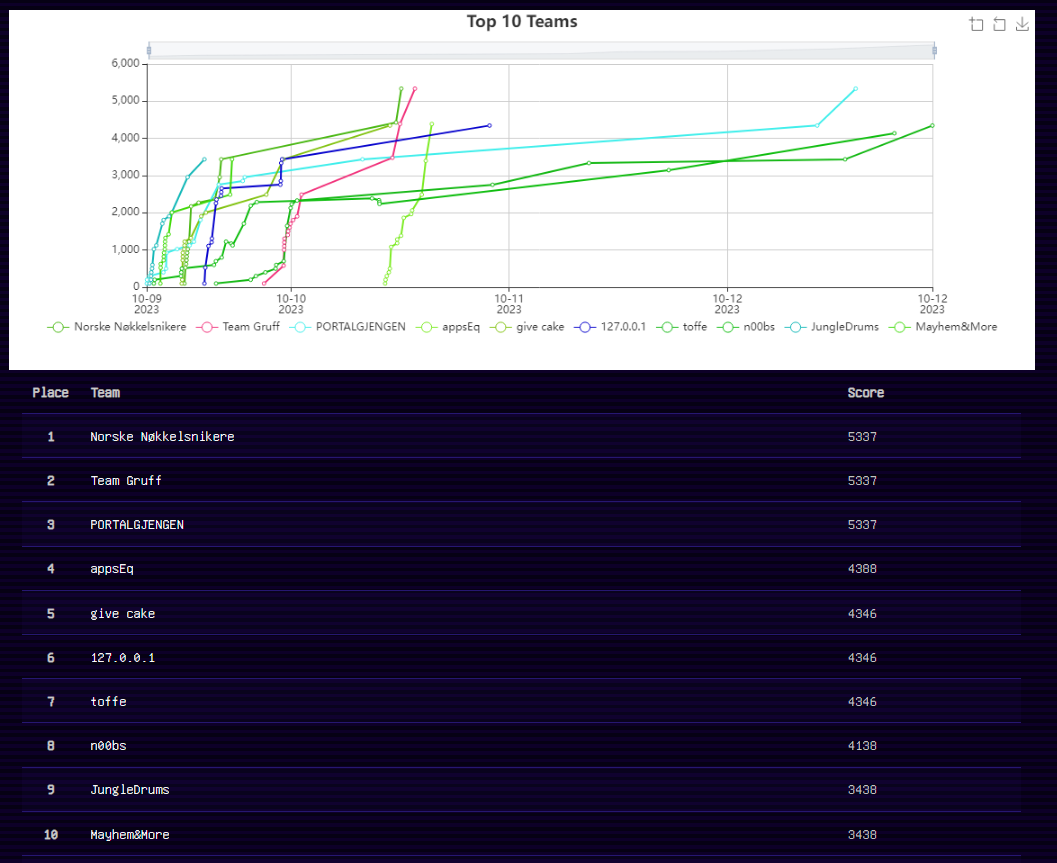 Top 10 Teams
6,000
5,000
4,000
3,000
2,000
1,000
0
10-09 10-10 10-11 10-12 10-12
2023 2023 2023 2023 2023
Norske Nøkkelsnikere Team Gruff PORTALGJENGEN appsEq give cake 127.0.0.1 toffe n00bs JungleDrums Mayhem&More
Place Team Score
1 Norske Nøkkelsnikere 5337
2 Team Gruff 5337
3 PORTALGJENGEN 5337
4 appsEq 4388
5 give cake 4346
6 127.0.0.1 4346
7 toffe 4346
8 n00bs 4138
9 JungleDrums 3438
10 Mayhem&More 3438